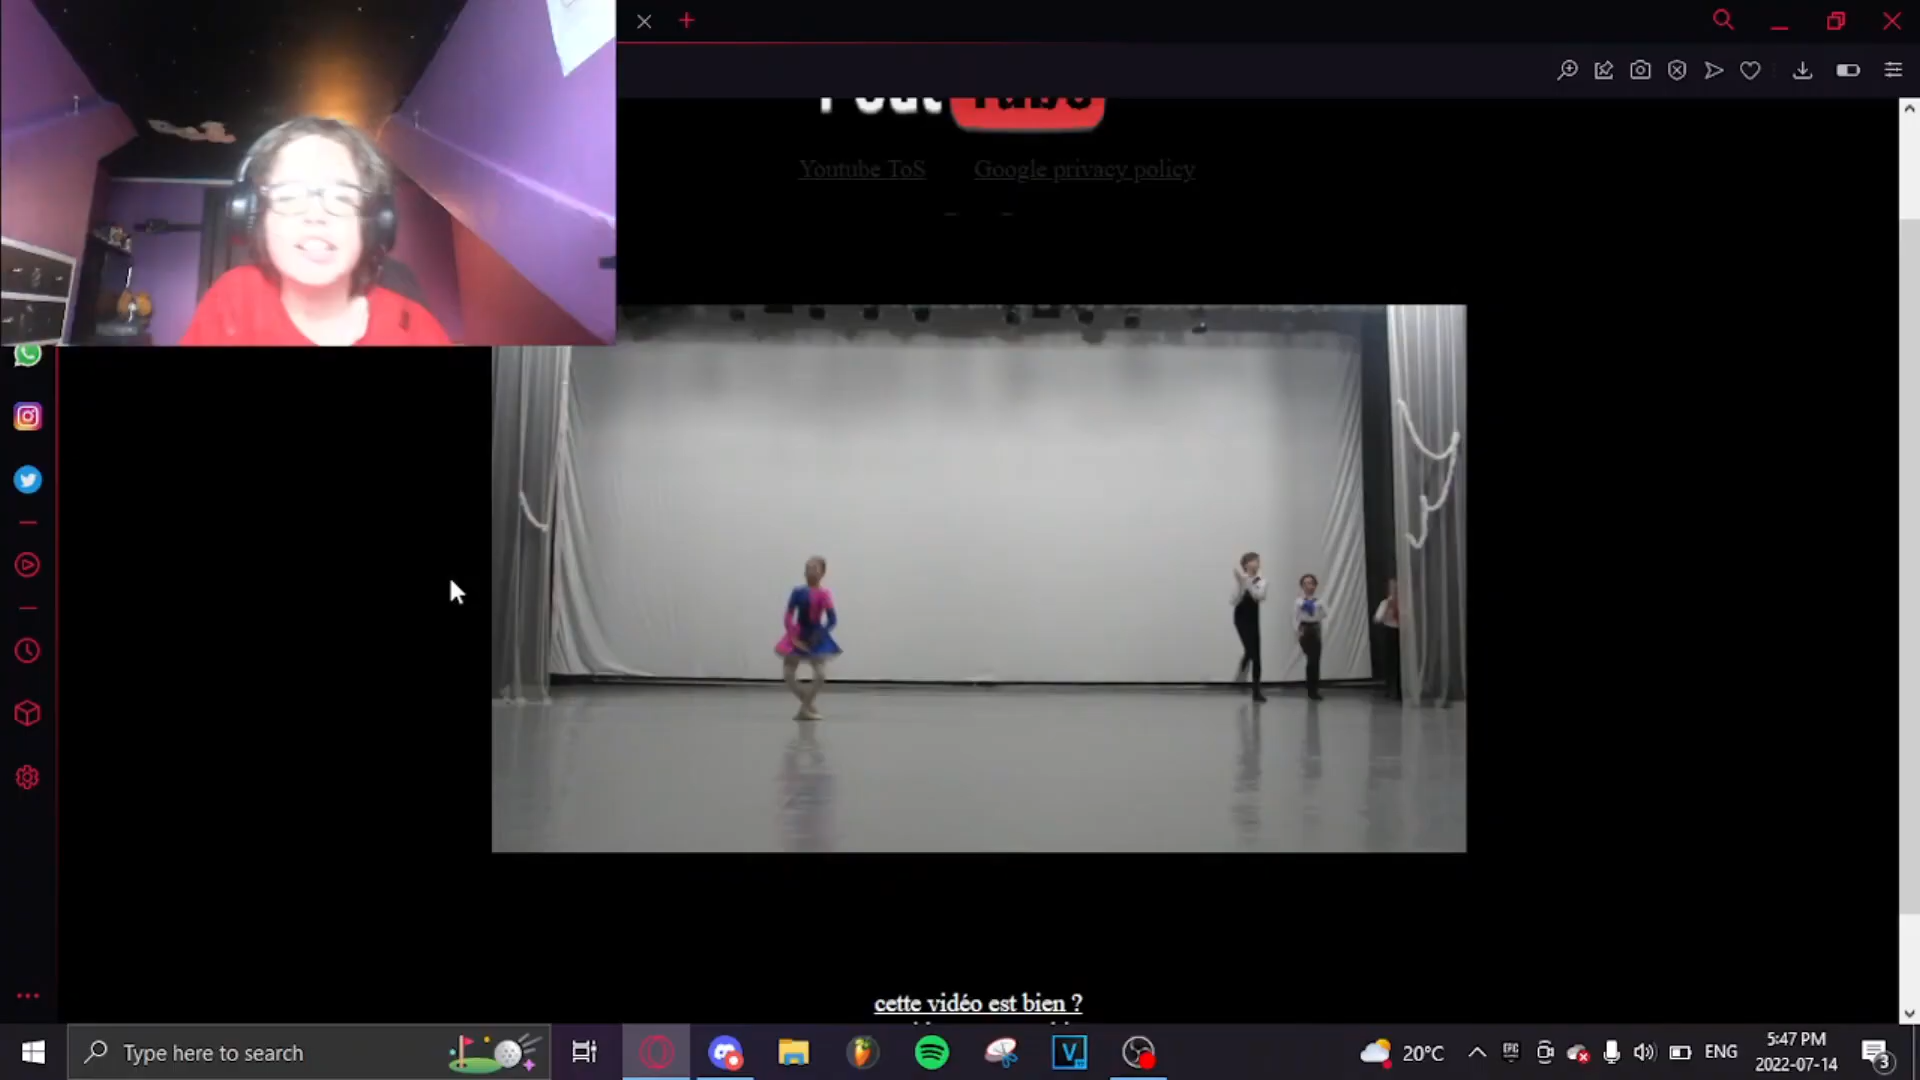 Youtube ToS Google privacy policy
cette vidéo est bien ?
Type here to search
20°C
ENG
5:47 PM
2022-07-14
3